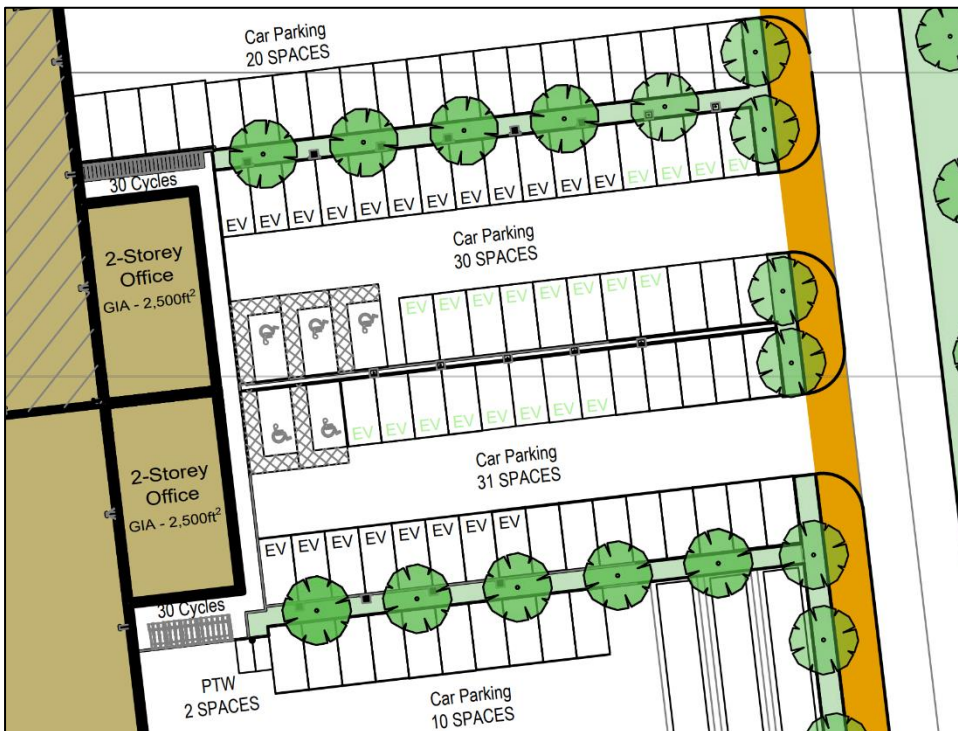 Car Parking
20 SPACES
30 Cycles
EV EV EV EV EV EV EV EV EV EV EV EV EV EV EV EV
2-Storey
Office
GIA - 2,500ft²
Car Parking
30 SPACES
EV EV EV EV EV EV EV EV
EV EV EV EV EV EV EV EV
2-Storey
Office
GIA - 2,500ft²
Car Parking
31 SPACES
EV EV EV EV EV EV EV EV
30 Cycles
PTW
2 SPACES
Car Parking
10 SPACES